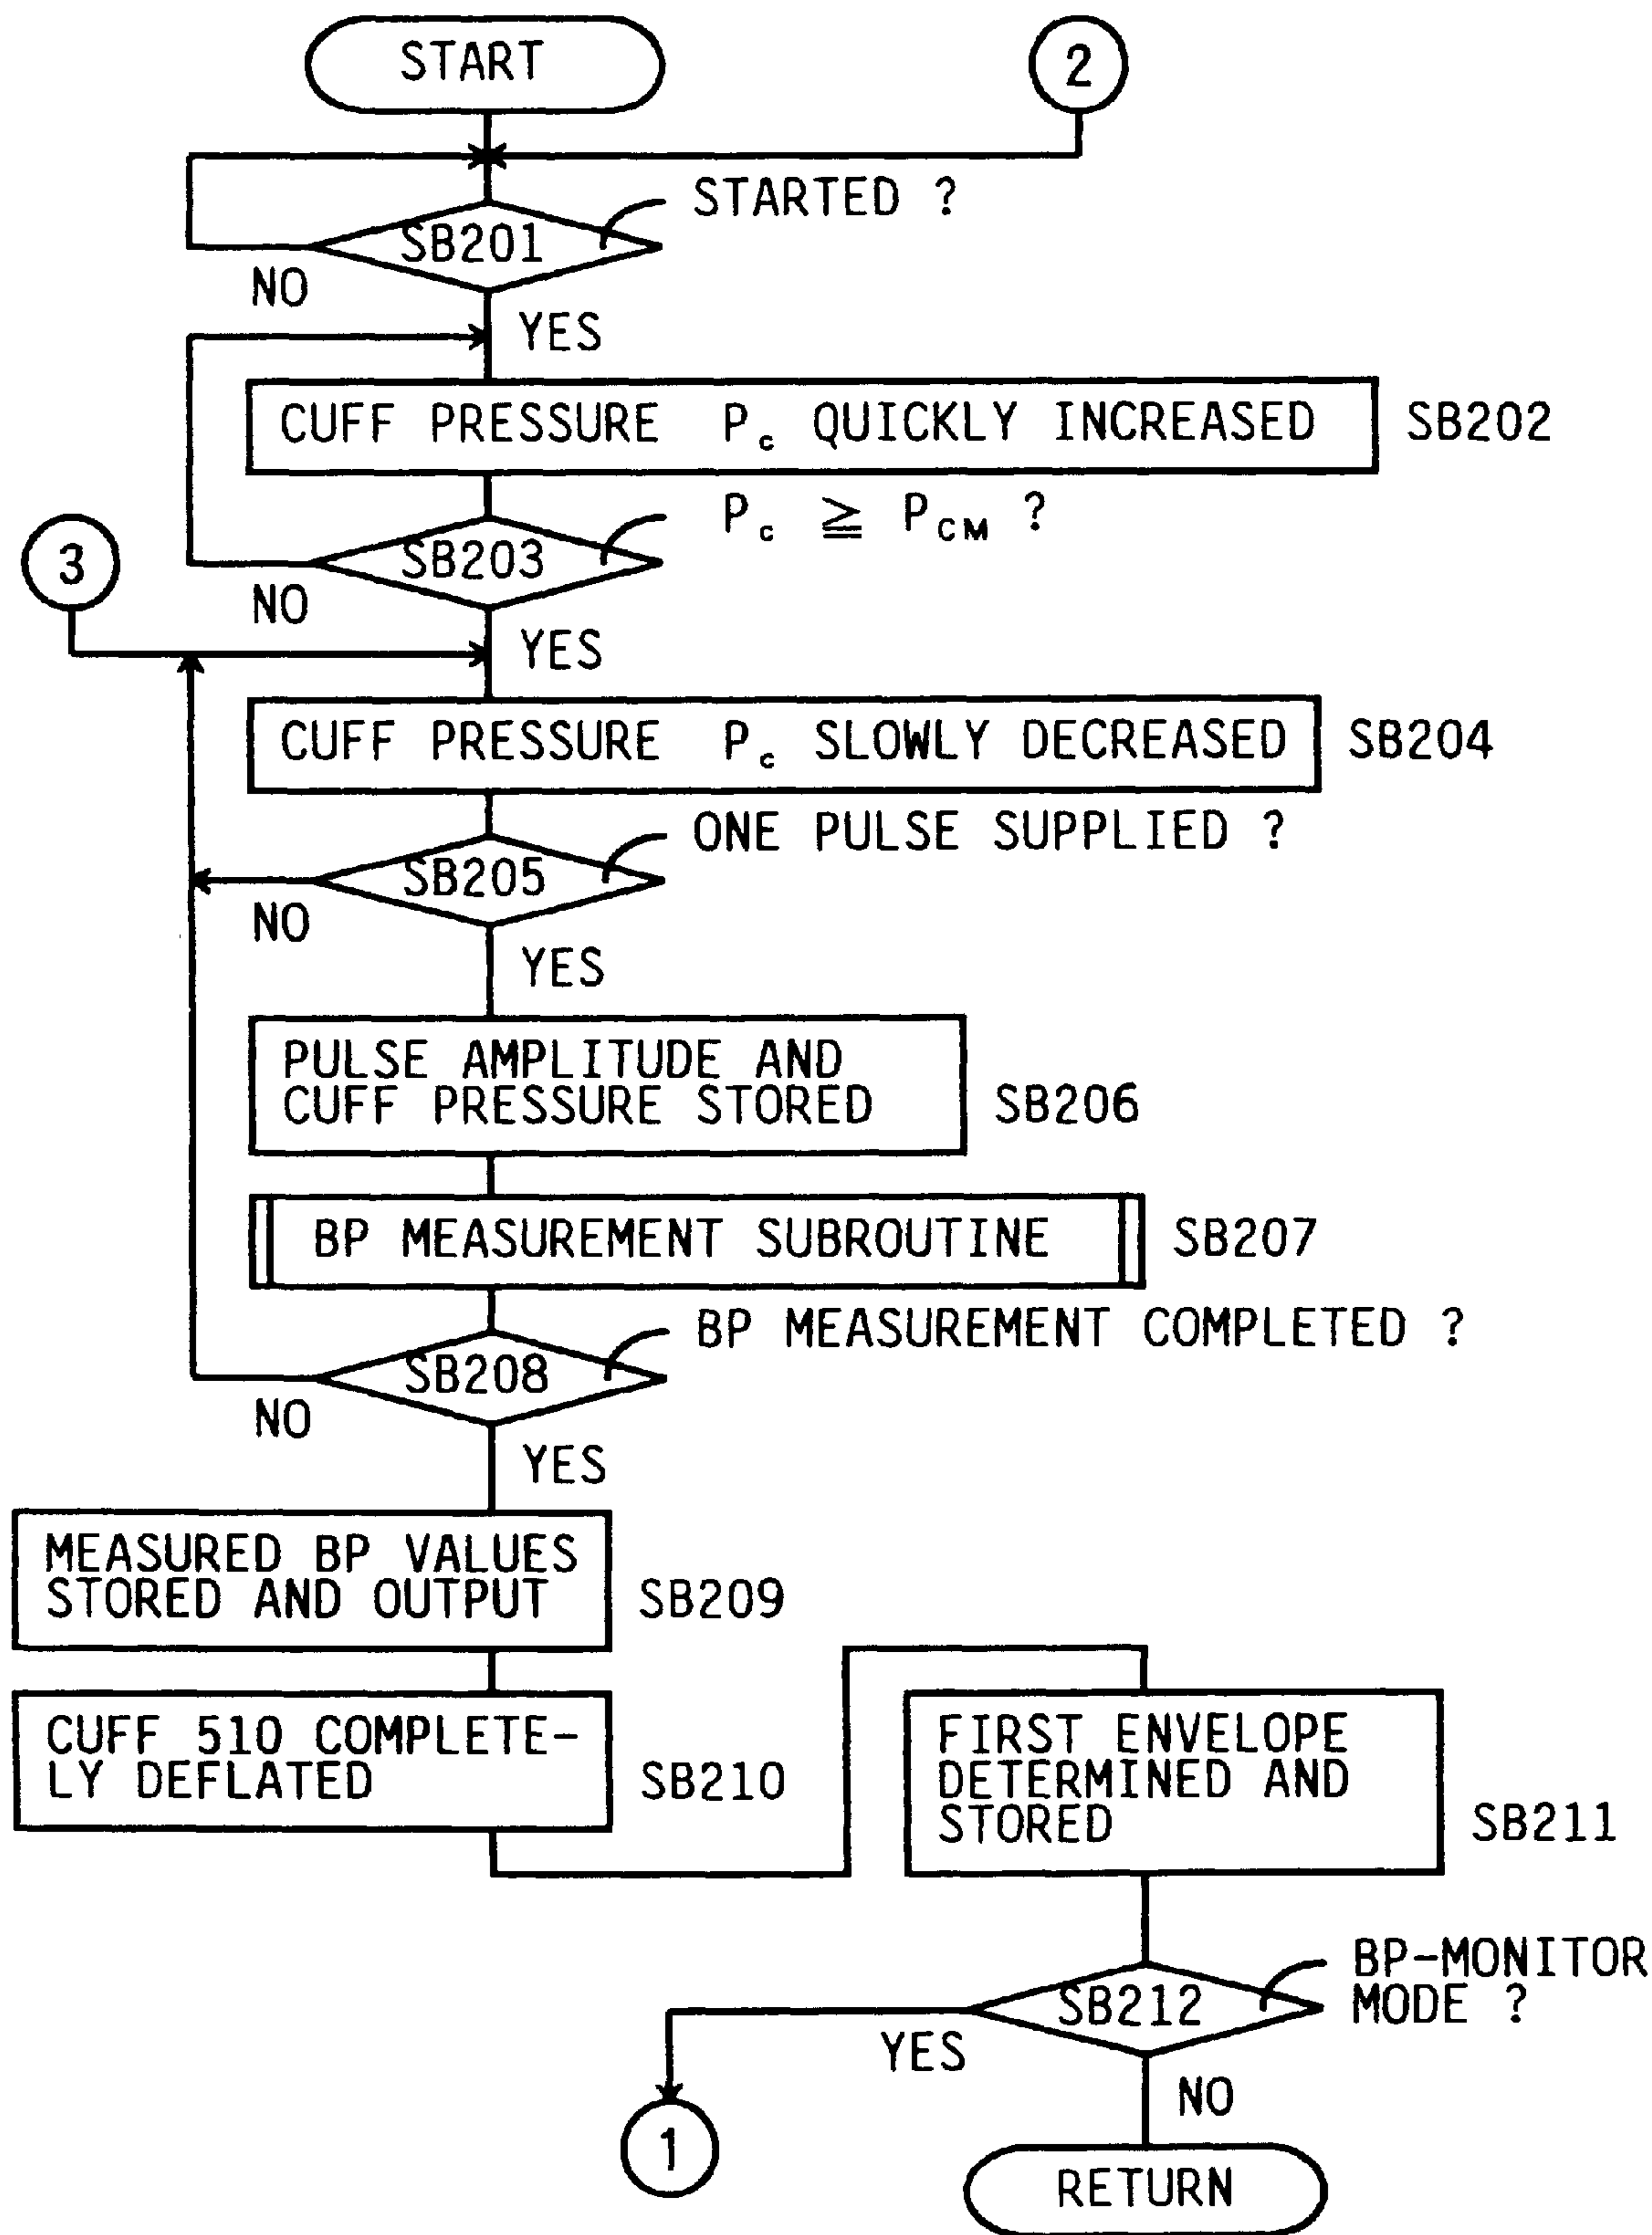 START
2
STARTED ?
SB201
NO
YES
CUFF PRESSURE Pc QUICKLY INCREASED
SB202
Pc ≧ PCM ?
3
SB203
NO
YES
CUFF PRESSURE Pc SLOWLY DECREASED
SB204
ONE PULSE SUPPLIED ?
SB205
NO
YES
PULSE AMPLITUDE AND
CUFF PRESSURE STORED
SB206
BP MEASUREMENT SUBROUTINE
SB207
BP MEASUREMENT COMPLETED ?
SB208
NO
YES
MEASURED BP VALUES
STORED AND OUTPUT
SB209
CUFF 510 COMPLETE-
LY DEFLATED
SB210
FIRST ENVELOPE
DETERMINED AND
STORED
SB211
BP-MONITOR
MODE ?
SB212
YES
NO
1
RETURN